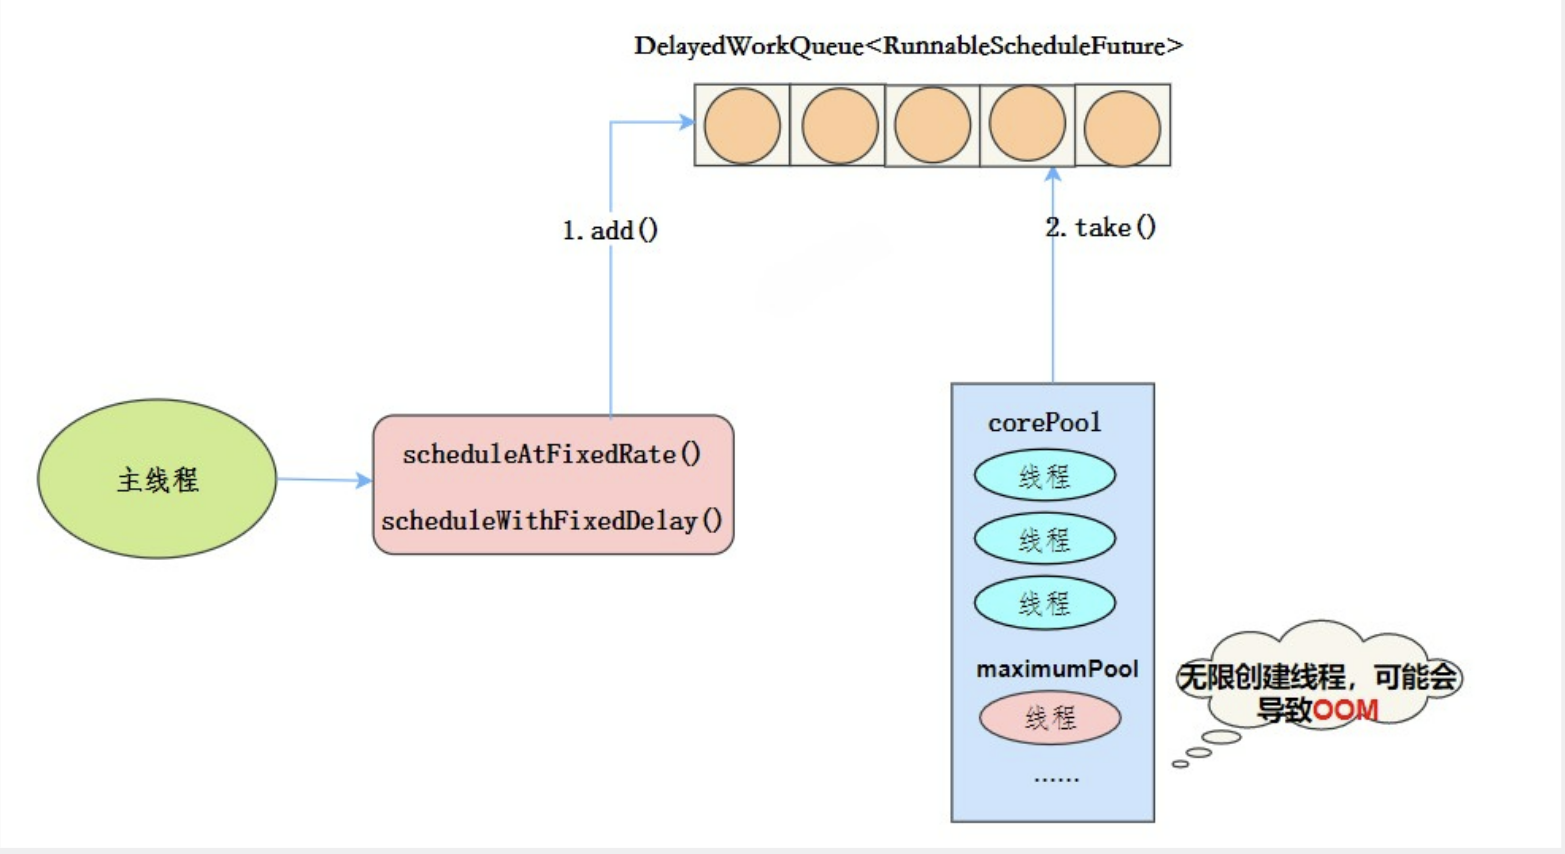 DelayedWorkQueue<RunnableScheduleFuture>
1.add()
2.take()
主线程
scheduleAtFixedRate()
scheduleWithFixedDelay()
corePool
线程
线程
线程
maximumPool
线程
......
无限创建线程，可能会
导致OOM